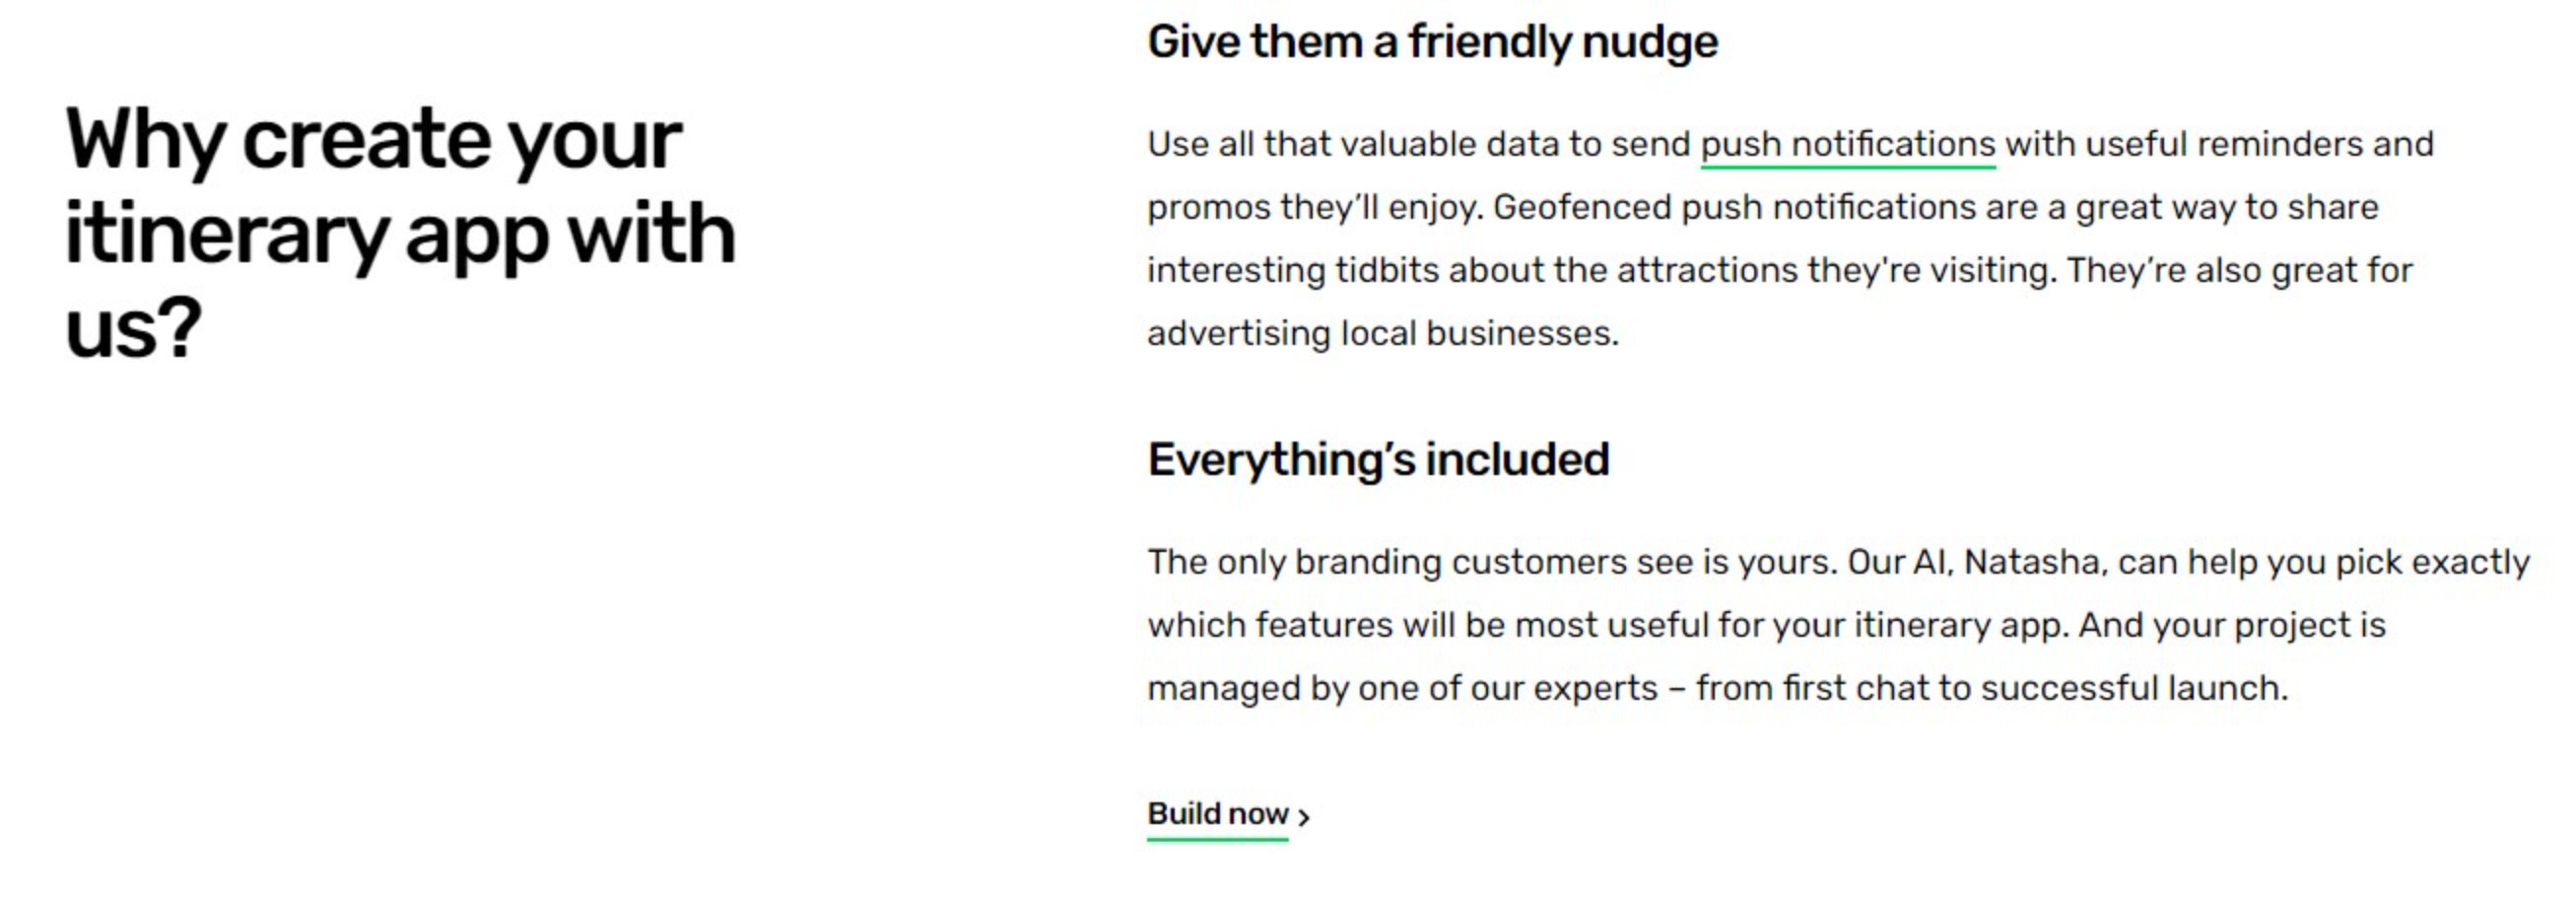 Why create your
itinerary app with
us?
Give them a friendly nudge
Use all that valuable data to send push notifications with useful reminders and
promos they’ll enjoy. Geofenced push notifications are a great way to share
interesting tidbits about the attractions they're visiting. They’re also great for
advertising local businesses.
Everything’s included
The only branding customers see is yours. Our AI, Natasha, can help you pick exactly
which features will be most useful for your itinerary app. And your project is
managed by one of our experts – from first chat to successful launch.
Build now ›